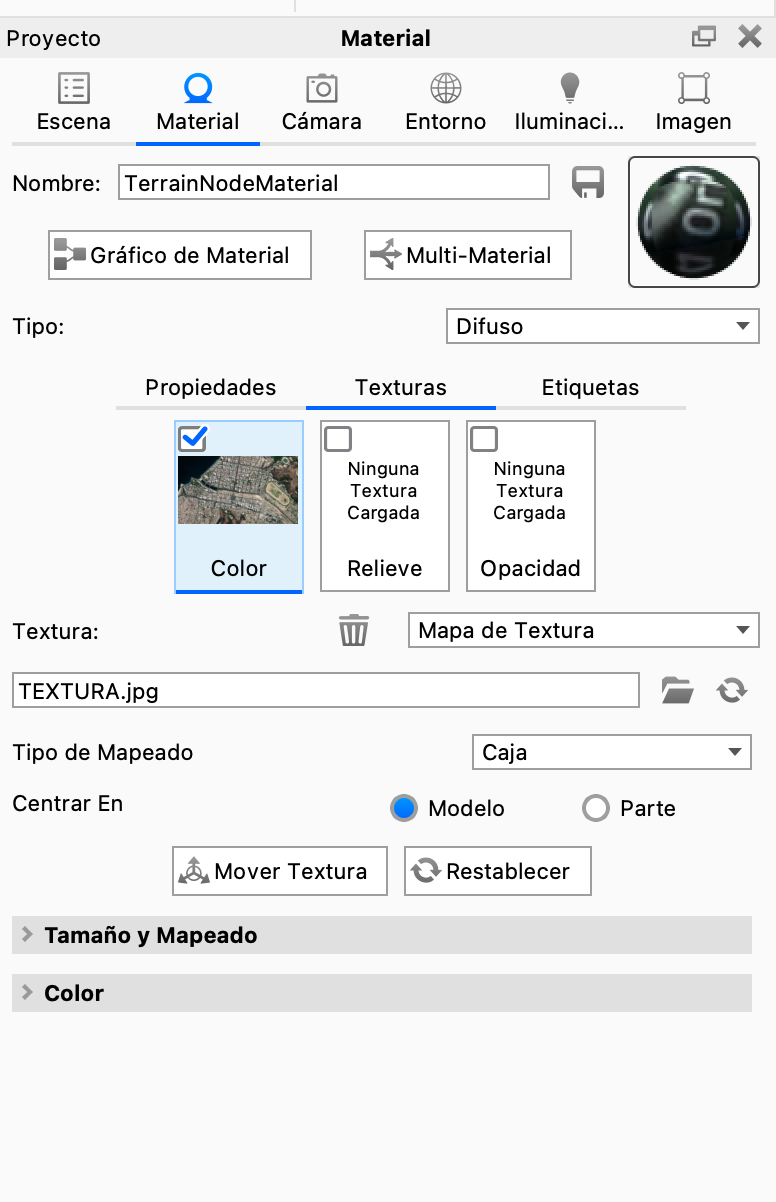 Proyecto
Material
Escena
Material
Cámara
Entorno
Iluminaci...
Imagen
Nombre:
TerrainNodeMaterial
Gráfico de Material
Multi-Material
Tipo:
Difuso
Propiedades
Texturas
Etiquetas
Color
Ninguna
Textura
Cargada
Relieve
Ninguna
Textura
Cargada
Opacidad
Textura:
Mapa de Textura
TEXTURA.jpg
Tipo de Mapeado
Caja
Centrar En
Modelo
Parte
Mover Textura
Restablecer
Tamaño y Mapeado
Color